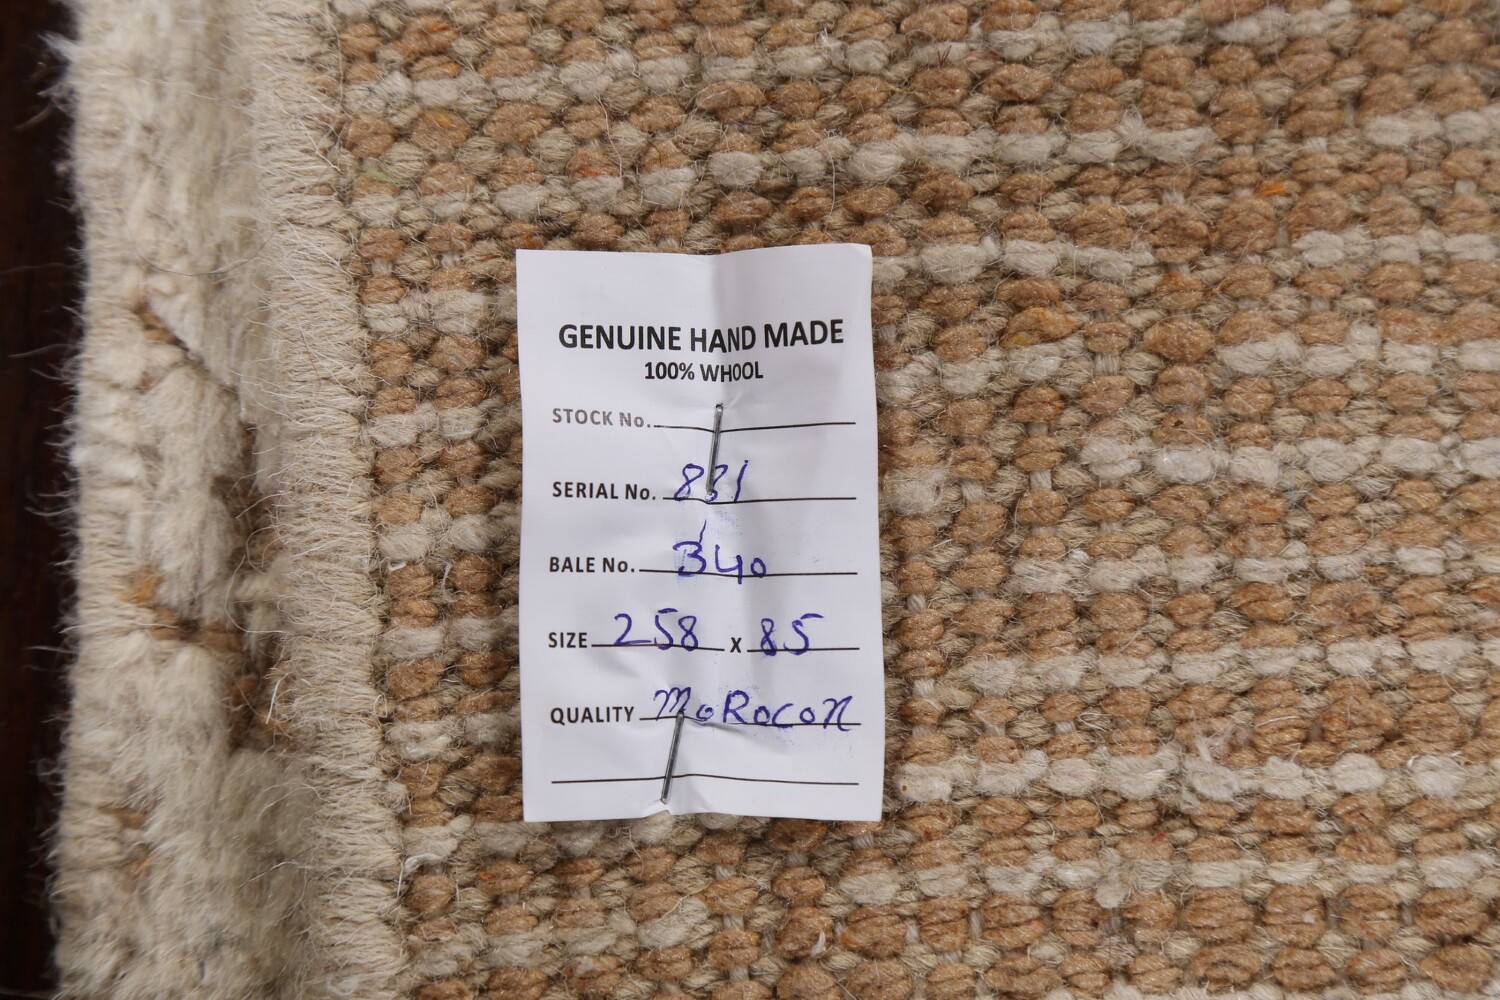 GENUINE HAND MADE
100% WHOOL
STOCK No.
SERIAL No. 831
BALE No. 340
SIZE 258 x 85
QUALITY MoRocon